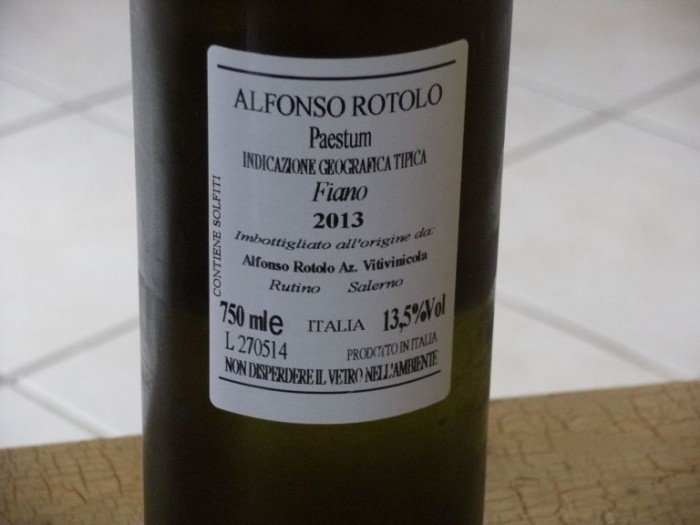 ALFONSO ROTOLO
Paestum
INDICAZIONE GEOGRAFICA TIPICA
Fiano
2013
Imbottigliato all'origine da:
Alfonso Rotolo Az. Vitivinicola
Rutino Salerno
CONTIENE SOLFITI
750 ml e ITALIA 13,5%Vol
L 270514 PRODOTTO IN ITALIA
NON DISPERDERE IL VETRO NELL'AMBIENTE